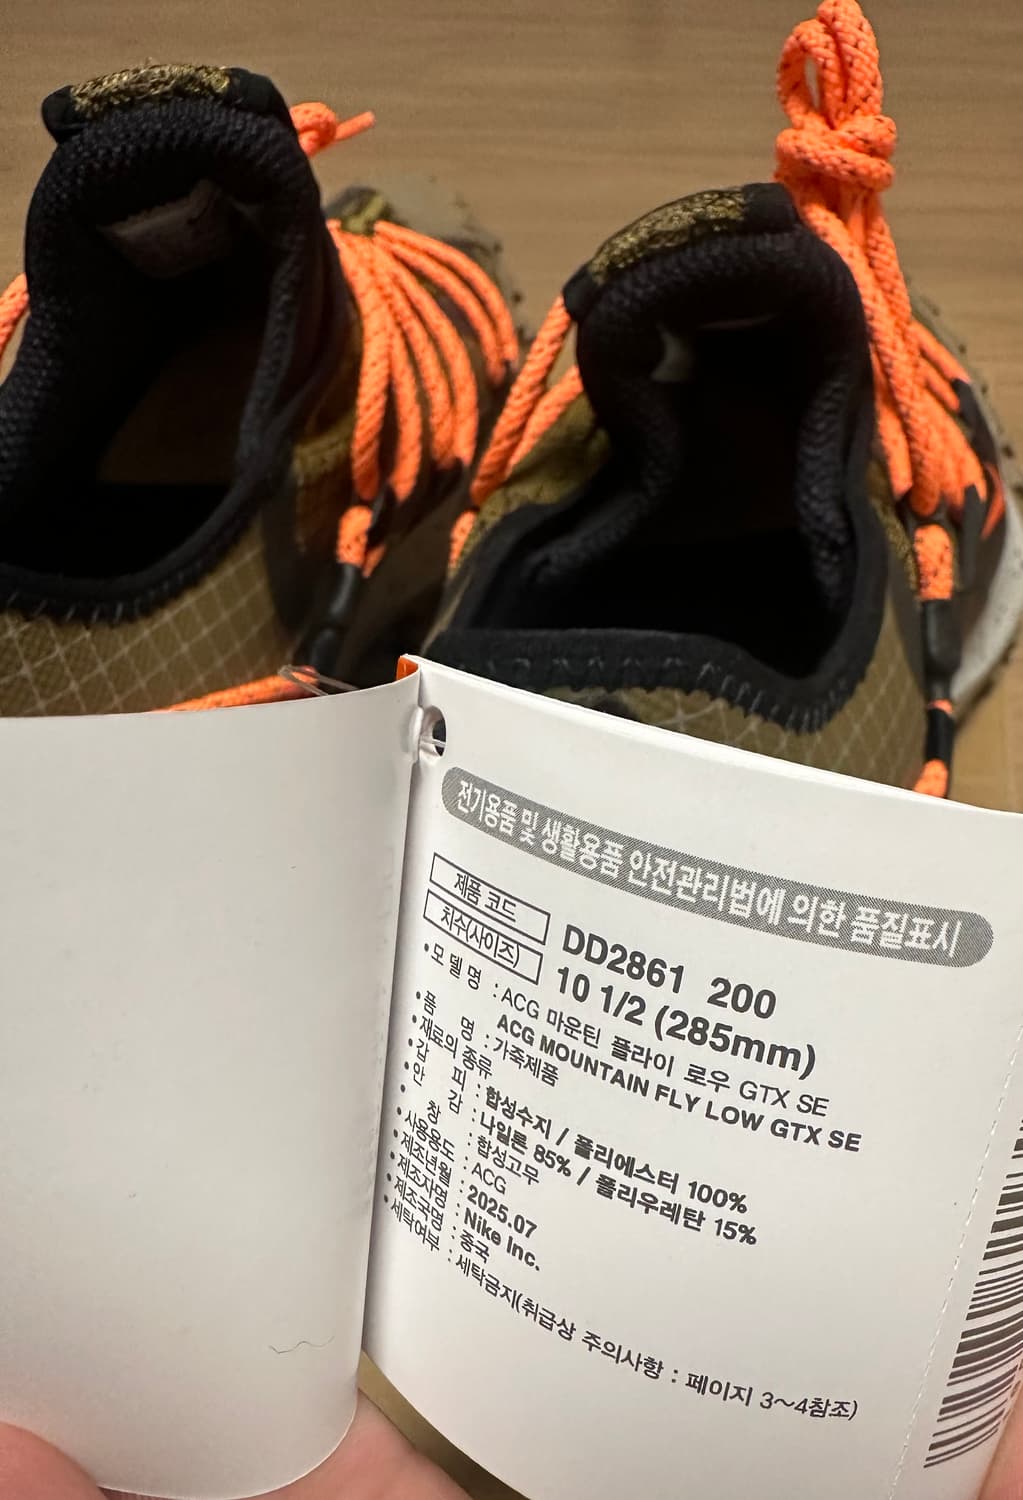 전기용품 및 생활용품 안전관리법에 의한 품질표시
제품 코드 DD2861 200
치수(사이즈) 10 1/2 (285mm)
•모 델 명 : ACG 마운틴 플라이 로우 GTX SE
ACG MOUNTAIN FLY LOW GTX SE
•품 명 : 가죽제품
•재료의 종류
•갑 피 : 합성수지 / 폴리에스터 100%
•안 감 : 나일론 85% / 폴리우레탄 15%
•창 : 합성고무
•사용용도 : ACG
•제조년월 : 2025.07
•제조자명 : Nike Inc.
•제조국명 : 중국
•세탁여부 : 세탁금지(취급상 주의사항 : 페이지 3~4참조)